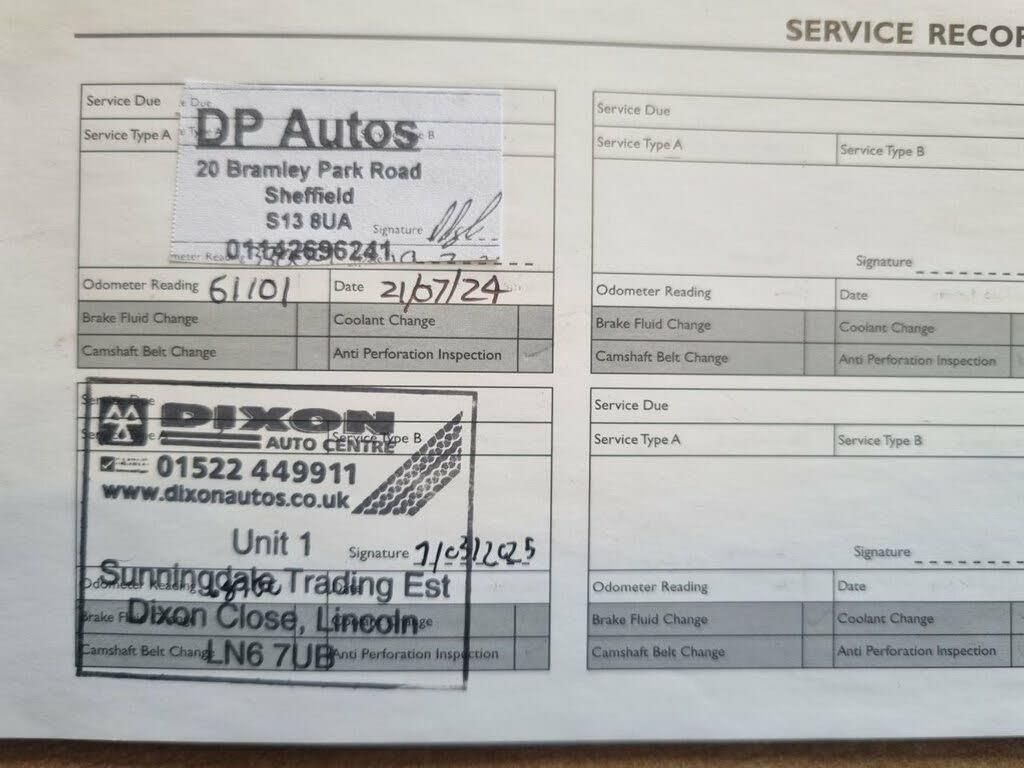 SERVICE RECOR
Service Due
Service Type A
DP Autos
20 Bramley Park Road
Sheffield
S13 8UA
Signature
01142696241
Odometer Reading 61101 Date 21/07/24
Brake Fluid Change Coolant Change
Camshaft Belt Change Anti Perforation Inspection
DIXON
AUTO CENTRE
Service Type B
01522 449911
www.dixonautos.co.uk
Unit 1
Signature 1/03/2025
Sunningdale Trading Est
Odometer Reading
Dixon Close, Lincoln
LN6 7UB
Camshaft Belt Change Anti Perforation Inspection
Service Due
Service Type A Service Type B
Signature
Odometer Reading Date
Brake Fluid Change Coolant Change
Camshaft Belt Change Anti Perforation Inspection
Service Due
Service Type A Service Type B
Signature
Odometer Reading Date
Brake Fluid Change Coolant Change
Camshaft Belt Change Anti Perforation Inspection